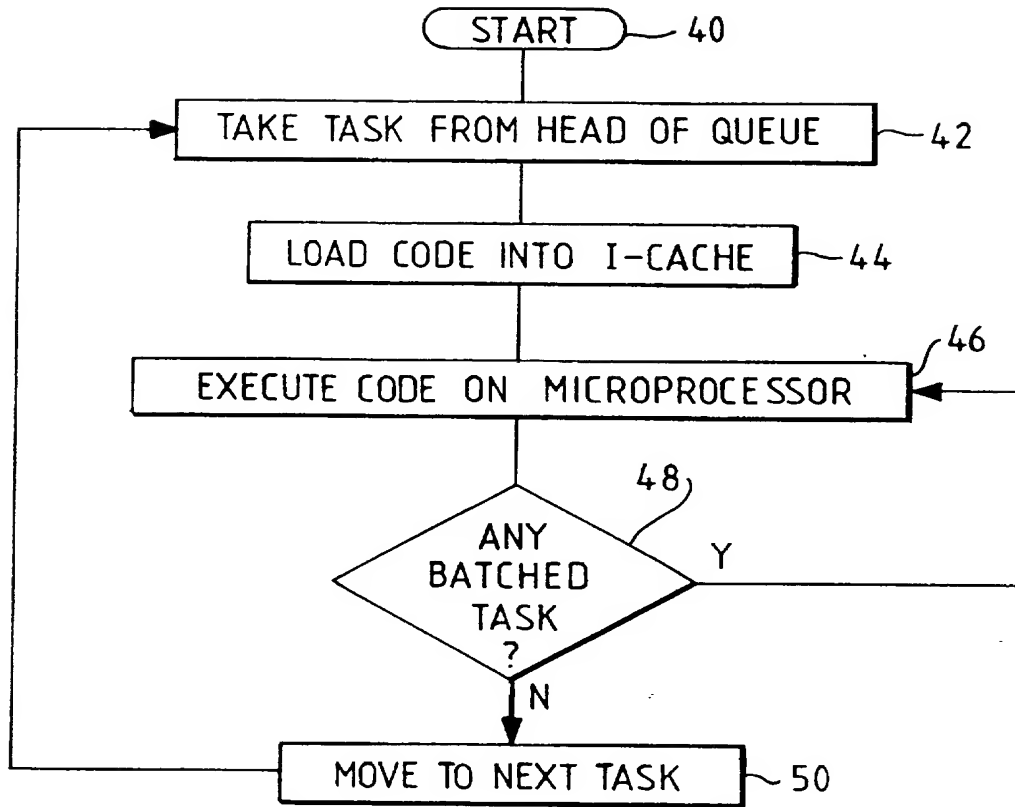 START
40
TAKE TASK FROM HEAD OF QUEUE
42
LOAD CODE INTO I-CACHE
44
46
EXECUTE CODE ON MICROPROCESSOR
48
ANY
BATCHED
TASK
?
Y
N
MOVE TO NEXT TASK
50